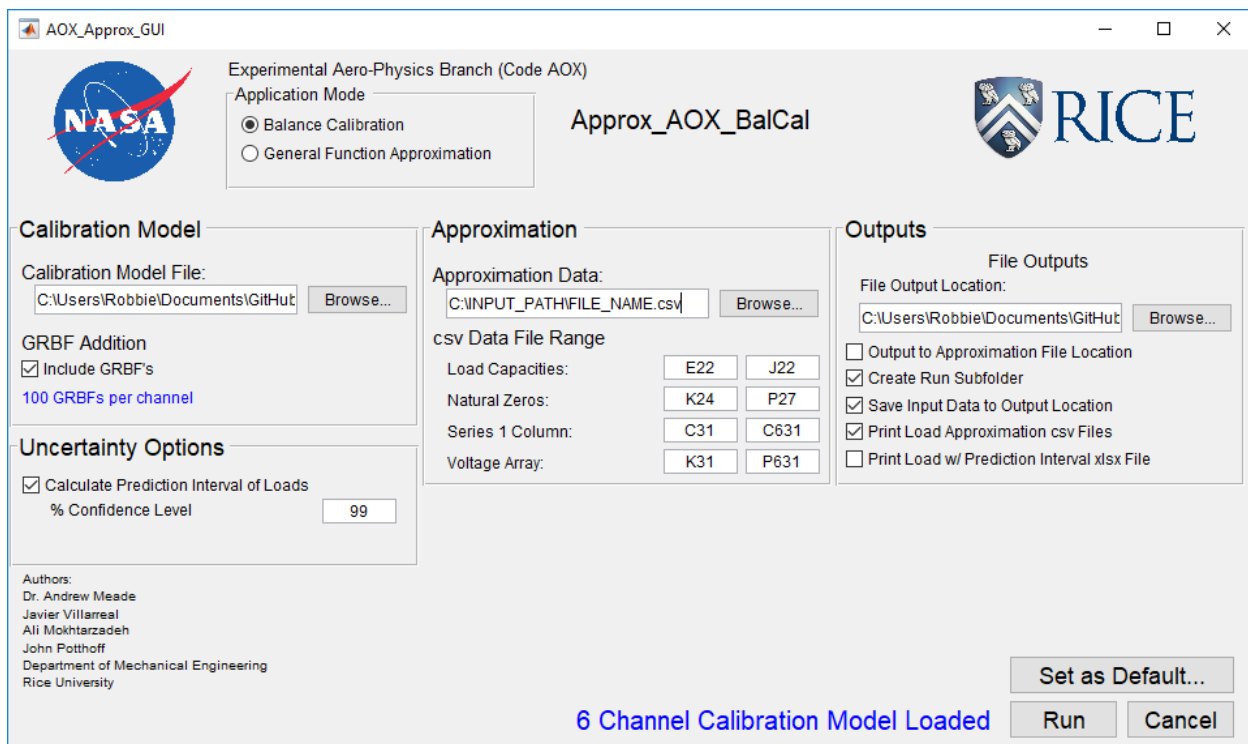 AOX_Approx_GUI
NASA
Experimental Aero-Physics Branch (Code AOX)
Application Mode
Balance Calibration
General Function Approximation
Approx_AOX_BalCal
RICE
Calibration Model
Calibration Model File:
C:\Users\Robbie\Documents\GitHub
Browse...
GRBF Addition
Include GRBF's
100 GRBFs per channel
Uncertainty Options
Calculate Prediction Interval of Loads
% Confidence Level 99
Approximation
Approximation Data:
C:\INPUT_PATH\FILE_NAME.csv Browse...
csv Data File Range
Load Capacities: E22 J22
Natural Zeros: K24 P27
Series 1 Column: C31 C631
Voltage Array: K31 P631
Outputs
File Outputs
File Output Location:
C:\Users\Robbie\Documents\GitHub Browse...
Output to Approximation File Location
Create Run Subfolder
Save Input Data to Output Location
Print Load Approximation csv Files
Print Load w/ Prediction Interval xlsx File
Authors:
Dr. Andrew Meade
Javier Villarreal
Ali Mokhtarzadeh
John Potthoff
Department of Mechanical Engineering
Rice University
Set as Default...
6 Channel Calibration Model Loaded
Run Cancel